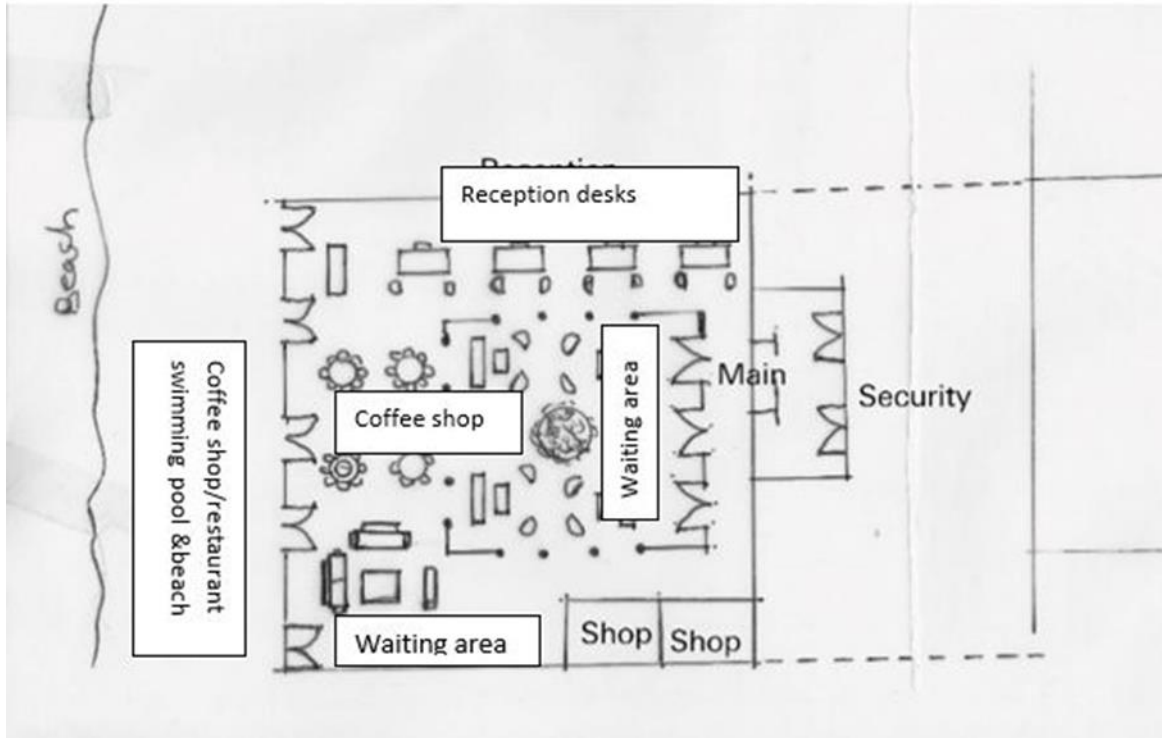 Reception
Reception desks
Beach
Coffee shop/restaurant
swimming pool &beach
Coffee shop
Waiting area
Main
Security
Waiting area
Shop
Shop